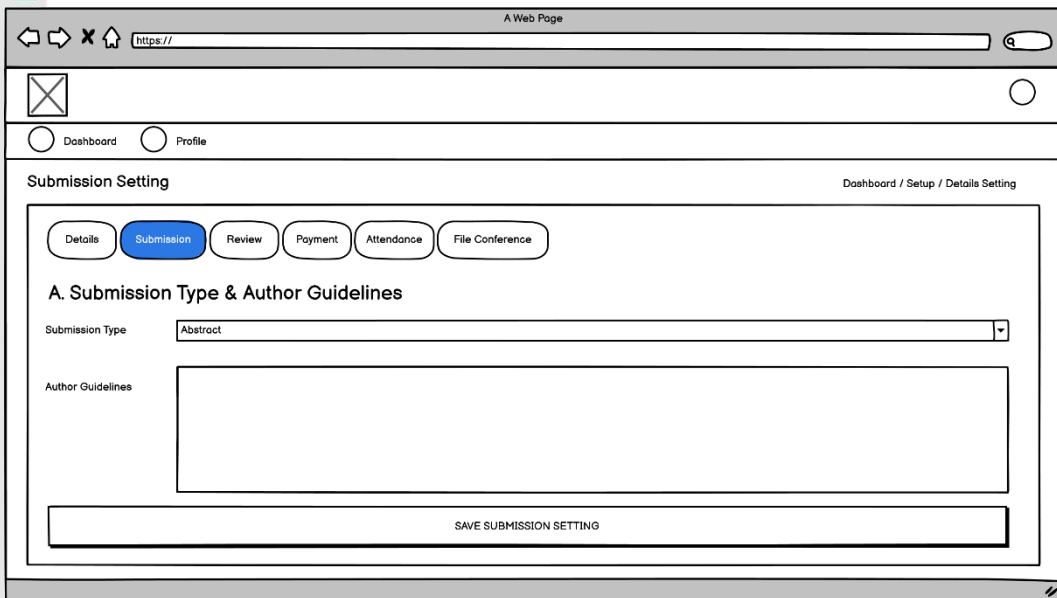 A Web Page
https://
Dashboard Profile
Submission Setting
Dashboard / Setup / Details Setting
Details Submission Review Payment Attendance File Conference
A. Submission Type & Author Guidelines
Submission Type Abstract
Author Guidelines
SAVE SUBMISSION SETTING